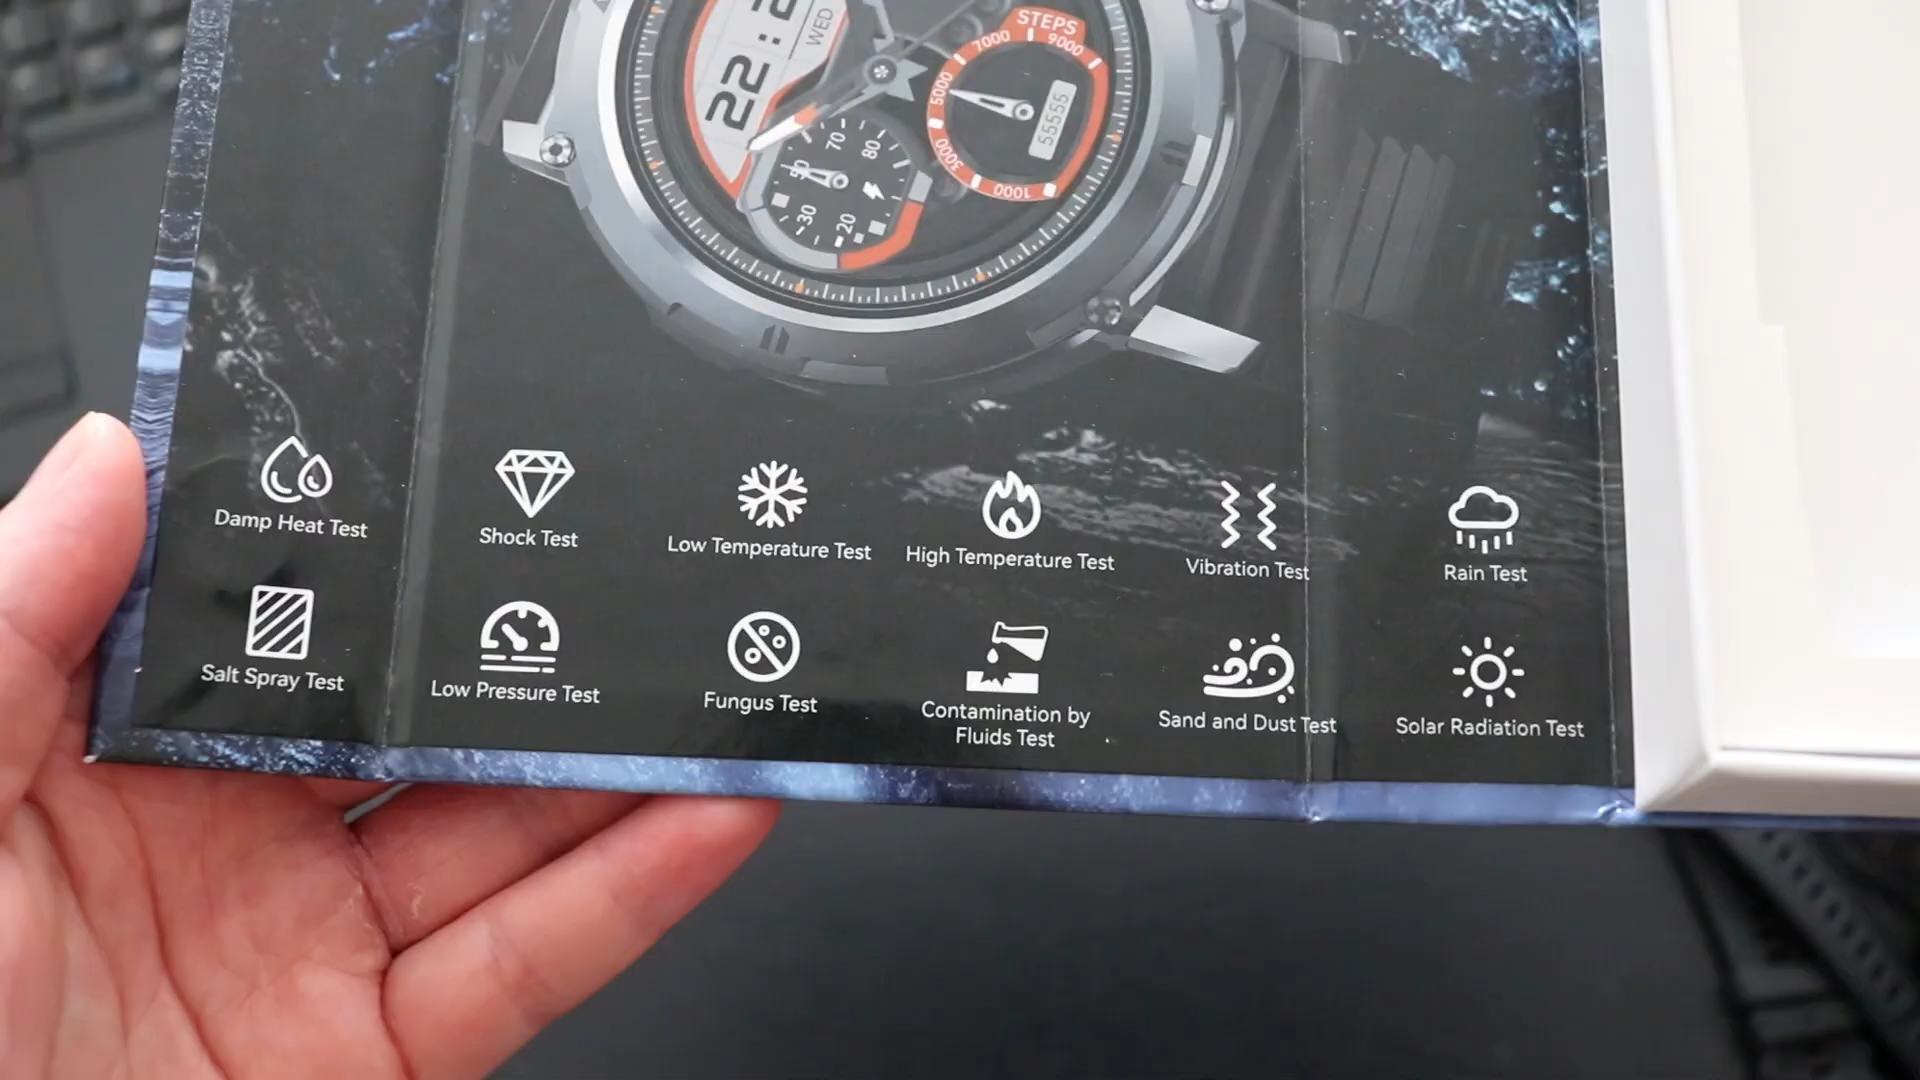 22:2
WED
STEPS
7000
9000
5000
3000
1000
55555
70
80
50
30
20
Damp Heat Test
Shock Test
Low Temperature Test
High Temperature Test
Vibration Test
Rain Test
Salt Spray Test
Low Pressure Test
Fungus Test
Contamination by
Fluids Test
Sand and Dust Test
Solar Radiation Test